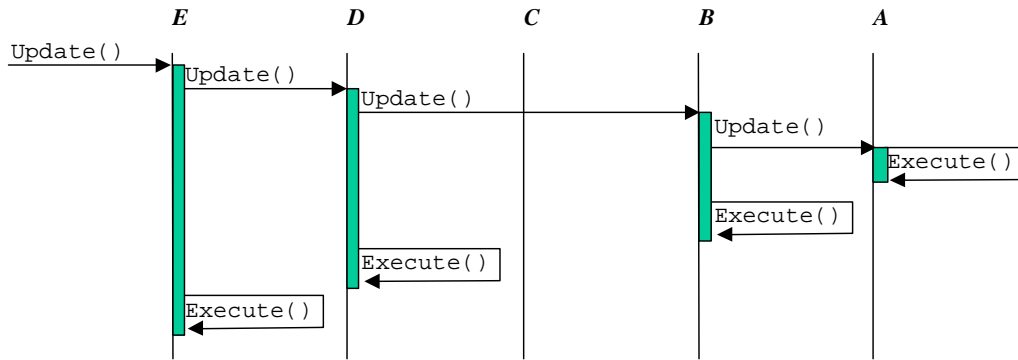 E D C B A
Update()
Update()
Update()
Update()
Execute()
Execute()
Execute()
Execute()